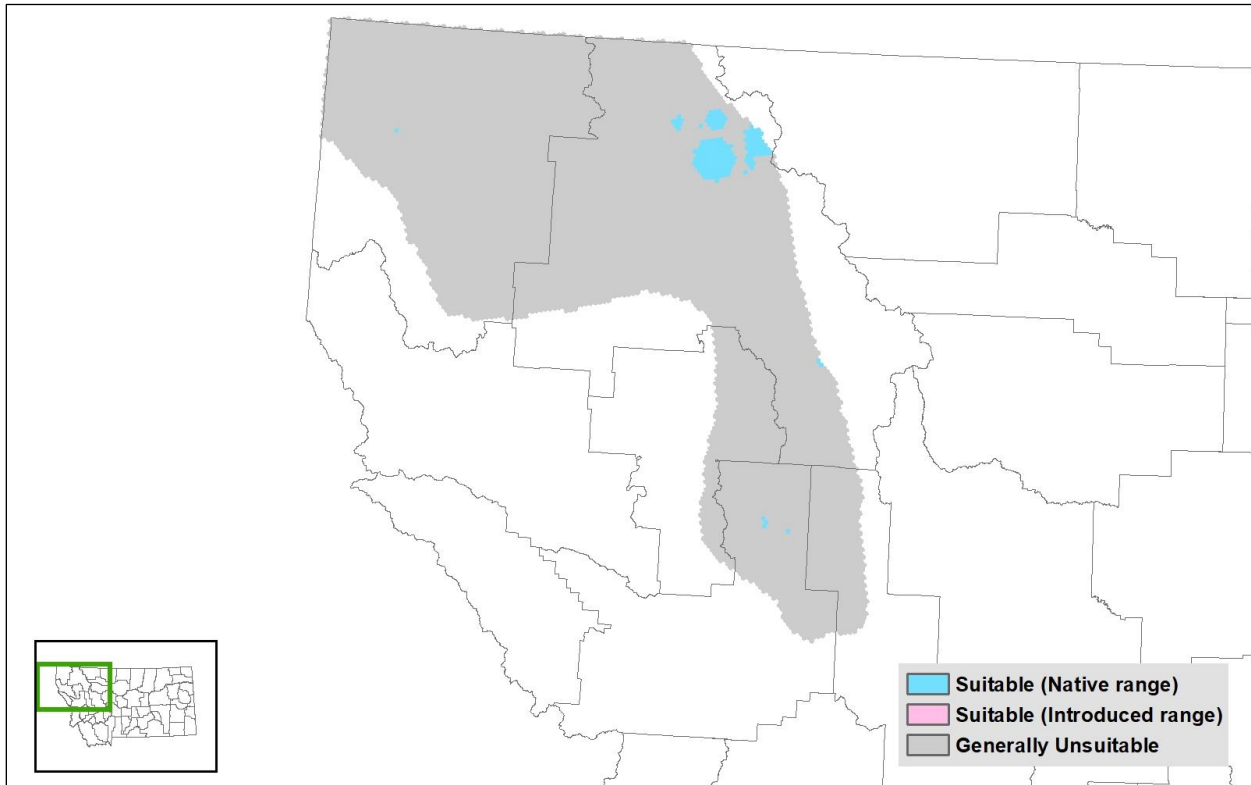 Suitable (Native range)
Suitable (Introduced range)
Generally Unsuitable